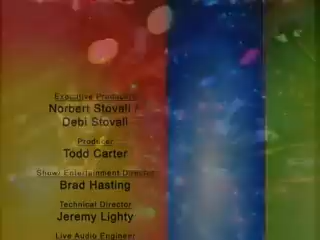 Executive Producers
Norbert Stovall /
Debi Stovall
Producer
Todd Carter
Show/ Entertainment Director
Brad Hasting
Technical Director
Jeremy Lighty
Live Audio Engineer